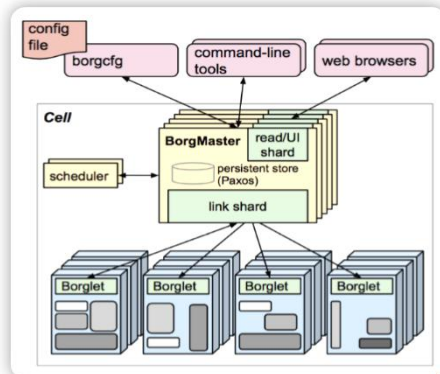 config
file
borgcfg
command-line
tools
web browsers
Cell
BorgMaster
read/UI
shard
persistent store
(Paxos)
scheduler
link shard
Borglet
Borglet
Borglet
Borglet